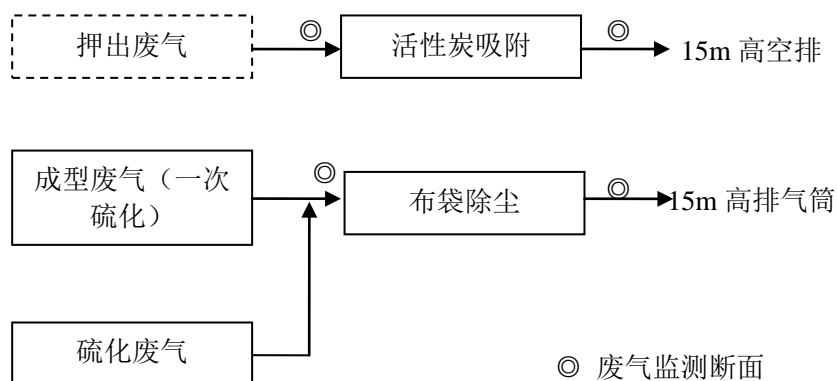 押出废气
◎
活性炭吸附
◎
15m 高空排
成型废气（一次
硫化）
◎
布袋除尘
◎
15m 高排气筒
硫化废气
◎ 废气监测断面